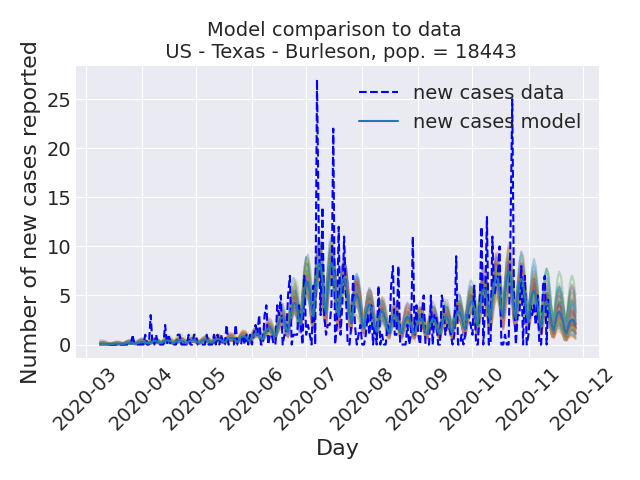 Model comparison to data
US - Texas - Burleson, pop. = 18443
Number of new cases reported
25
20
15
10
5
0
new cases data
new cases model
2020-03
2020-04
2020-05
2020-06
2020-07
2020-08
2020-09
2020-10
2020-11
2020-12
Day